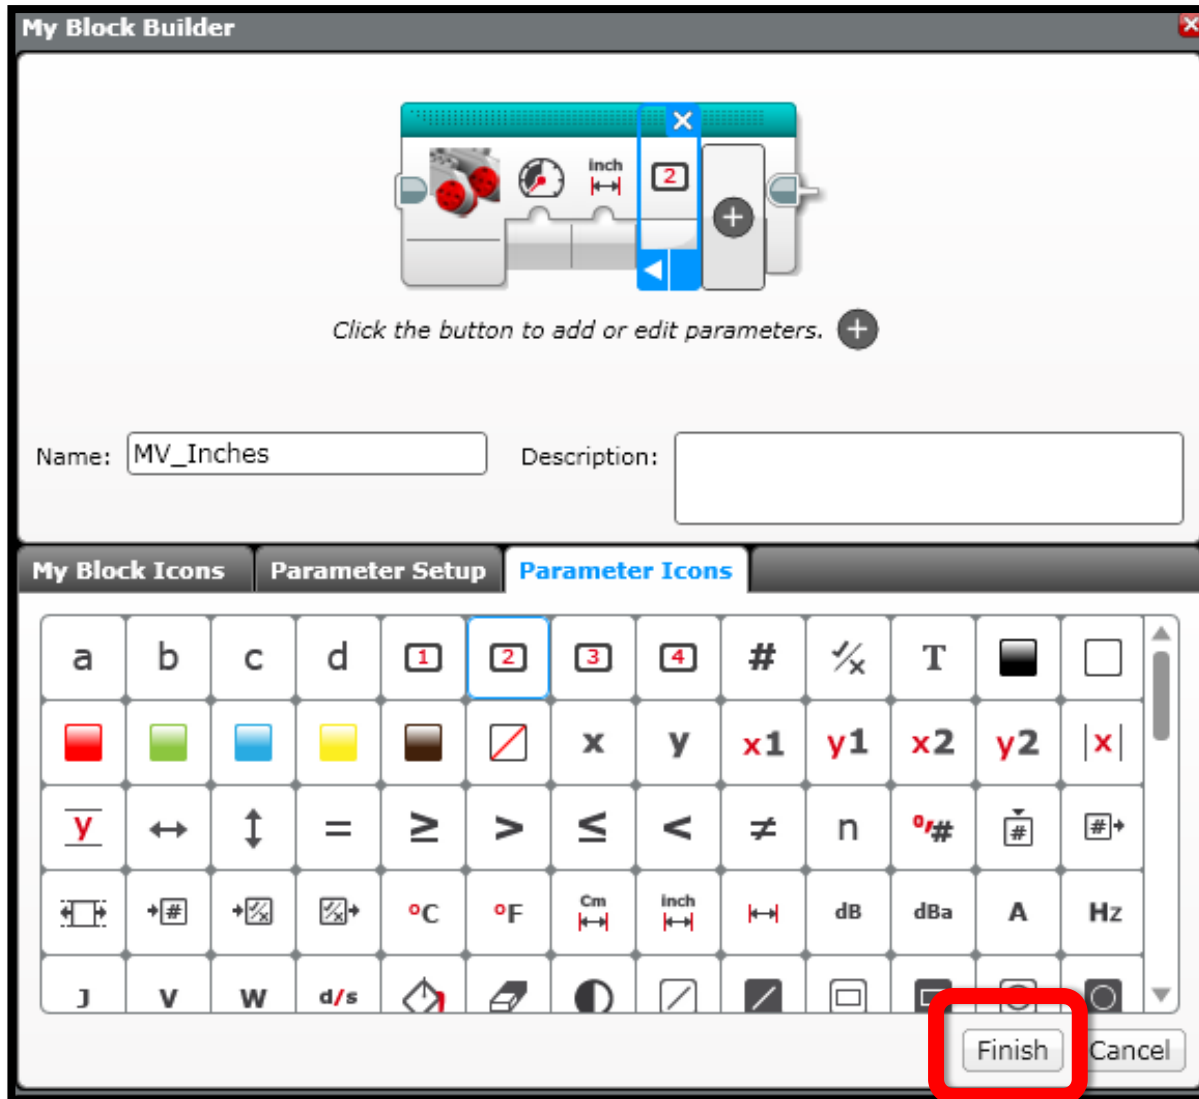 My Block Builder
inch
2
Click the button to add or edit parameters.
Name: MV_Inches Description:
My Block Icons Parameter Setup Parameter Icons
a b c d 1 2 3 4 # ✓/x T
x y x1 y1 x2 y2 |x|
y ↔ ↕ = ≥ > ≤ < ≠ n 0/# # #
# ✓/x ✓/x °C °F Cm inch dB dBa A Hz
J V W d/s
Finish Cancel